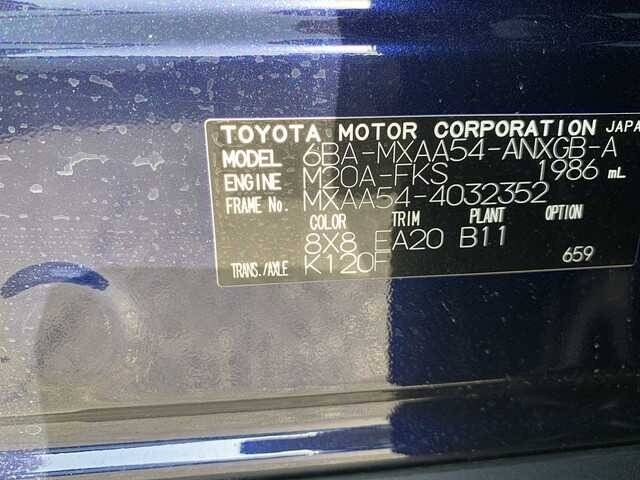 TOYOTA MOTOR CORPORATION JAPA
MODEL 6BA-MXAA54-ANXGB-A
ENGINE M20A-FKS 1986 mL
FRAME No. MXAA54-4032352
COLOR TRIM PLANT OPTION
8X8 EA20 B11
TRANS./AXLE K120F 659